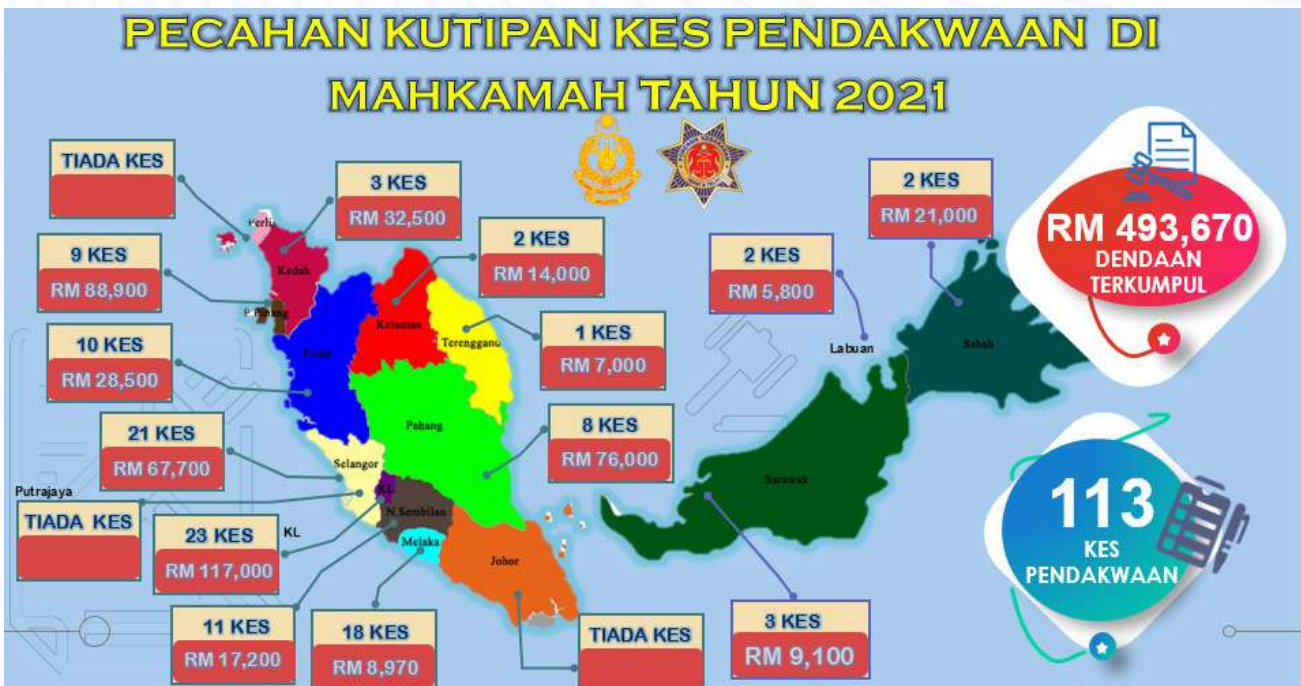 PECAHAN KUTIPAN KES PENDAKWAAN DI
MAHKAMAH TAHUN 2021
TIADA KES
3 KES
RM 32,500
2 KES
RM 14,000
2 KES
RM 21,000
RM 493,670
DENDAAN
TERKUMPUL
9 KES
RM 88,900
2 KES
RM 5,800
Labuan
Sabah
Perlis
Kedah
P. Pinang
Perak
Kelantan
Terengganu
10 KES
RM 28,500
1 KES
RM 7,000
Pahang
21 KES
RM 67,700
8 KES
RM 76,000
Selangor
Sarawak
Putrajaya
TIADA KES
KL
N.Sembilan
Melaka
Johor
23 KES
RM 117,000
KL
113
KES
PENDAKWAAN
11 KES
RM 17,200
18 KES
RM 8,970
TIADA KES
3 KES
RM 9,100